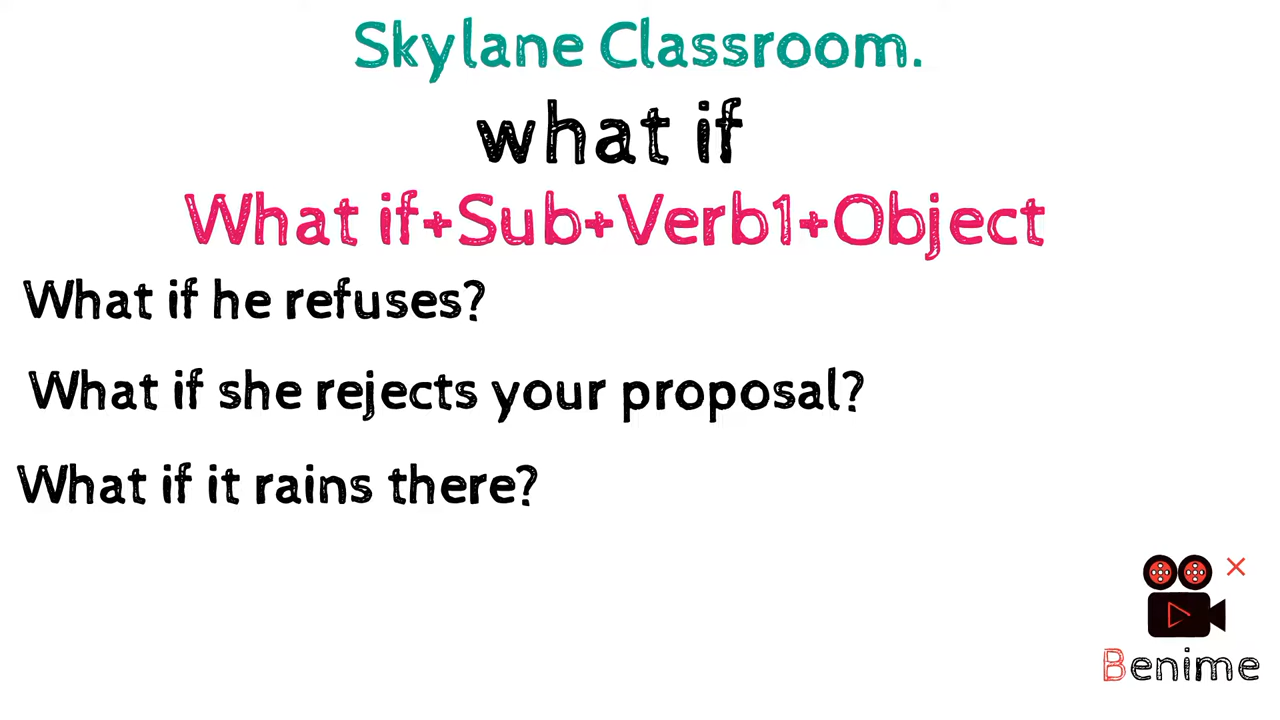 Skylane Classroom.
what if
What if+Sub+Verb1+Object
What if he refuses?
What if she rejects your proposal?
What if it rains there?
Benime